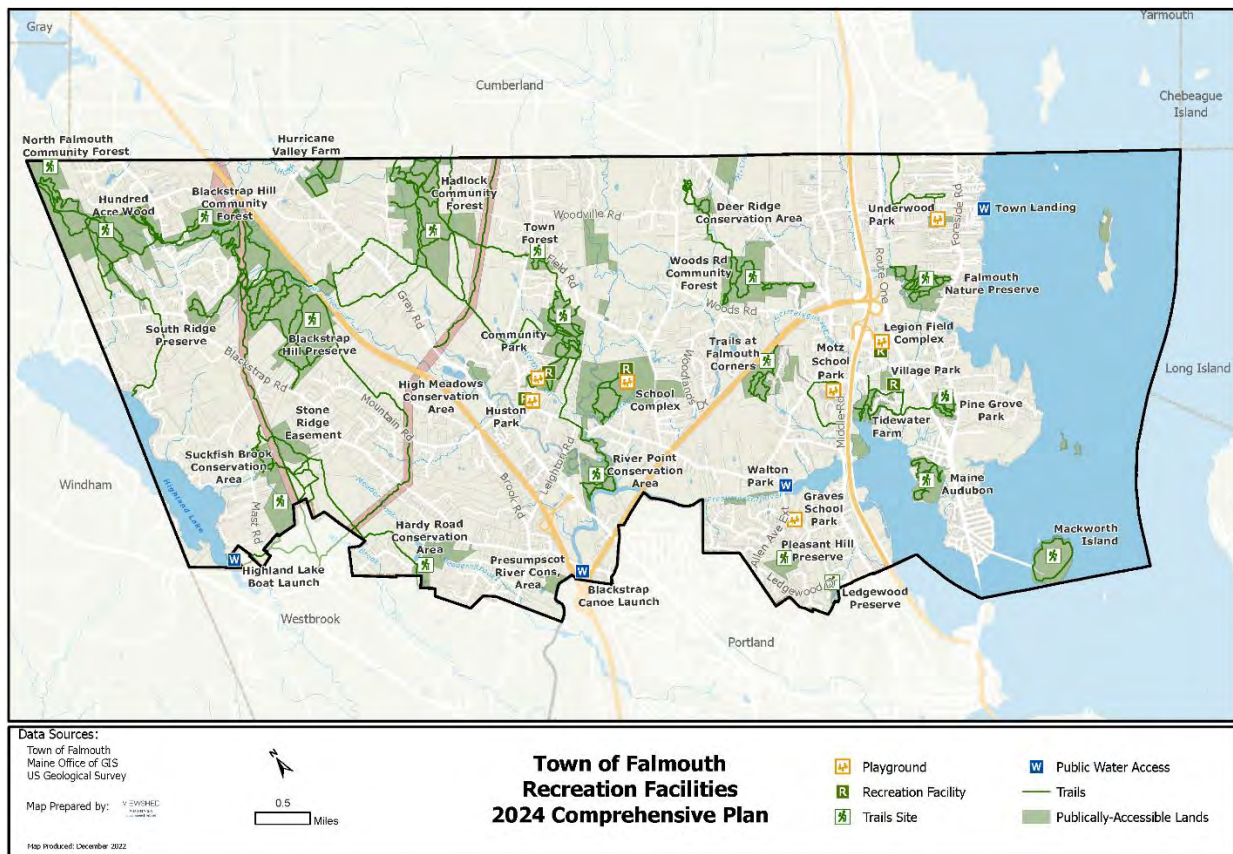 Gray
Yarmouth
Cumberland
Chebeague
Island
North Falmouth
Community Forest
Hurricane
Valley Farm
Hundred
Acre Wood
Blackstrap Hill
Community
Forest
Hadlock
Community
Forest
Woodville Rd
Deer Ridge
Conservation Area
Underwood
Park
Foreside Rd
Town Landing
Town
Forest
Field Rd
Route One
Woods Rd
Community
Forest
Woods Rd
Falmouth
Nature Preserve
South Ridge
Preserve
Gray Rd
Blackstrap
Hill Preserve
Community
Park
Trails at
Falmouth
Corners
Motz
School
Park
Legion Field
Complex
Long Island
Blackstrap Rd
High Meadows
Conservation
Area
Woodlands Dr
Village Park
School
Complex
Huston
Park
Middle Rd
Pine Grove
Park
Tidewater
Farm
Stone
Ridge
Easement
Mountain Rd
Suckfish Brook
Conservation
Area
Leighton Rd
River Point
Conservation
Area
Walton
Park
Maine
Audubon
Windham
Highland Lake
Mast Rd
Brook Rd
Graves School
Park
Allen Ave Ext
Hardy Road
Conservation
Area
Presumpscot
River Cons.
Area
Pleasant Hill
Preserve
Mackworth
Island
Highland Lake
Boat Launch
Blackstrap
Canoe Launch
Ledgewood
Ledgewood
Preserve
Westbrook
Portland
Data Sources:
Town of Falmouth
Maine Office of GIS
US Geological Survey
Map Prepared by: VIEWSHED
Map Produced: December 2022
N
0.5
Miles
Town of Falmouth
Recreation Facilities
2024 Comprehensive Plan
Playground
R Recreation Facility
Trails Site
W Public Water Access
Trails
Publically-Accessible Lands